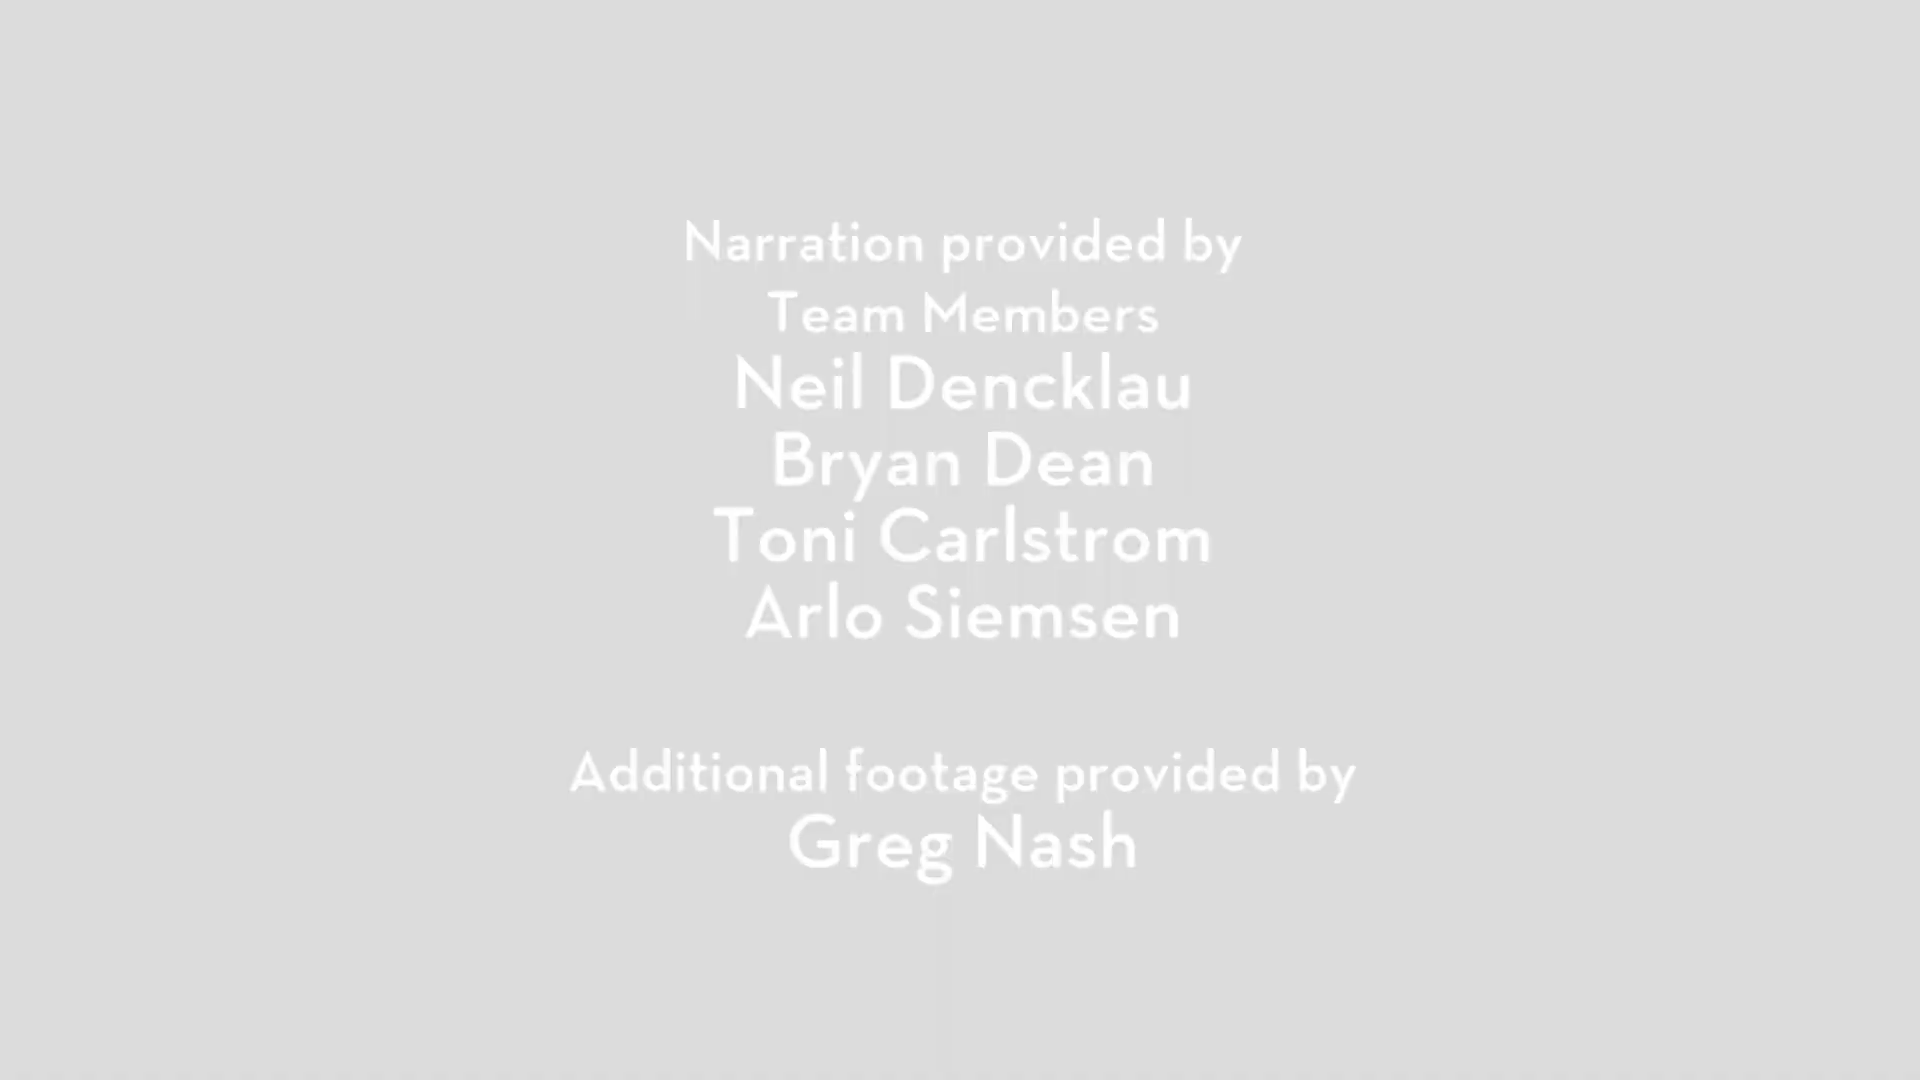 Narration provided by
Team Members
Neil Dencklau
Bryan Dean
Toni Carlstrom
Arlo Siemsen
Additional footage provided by
Greg Nash